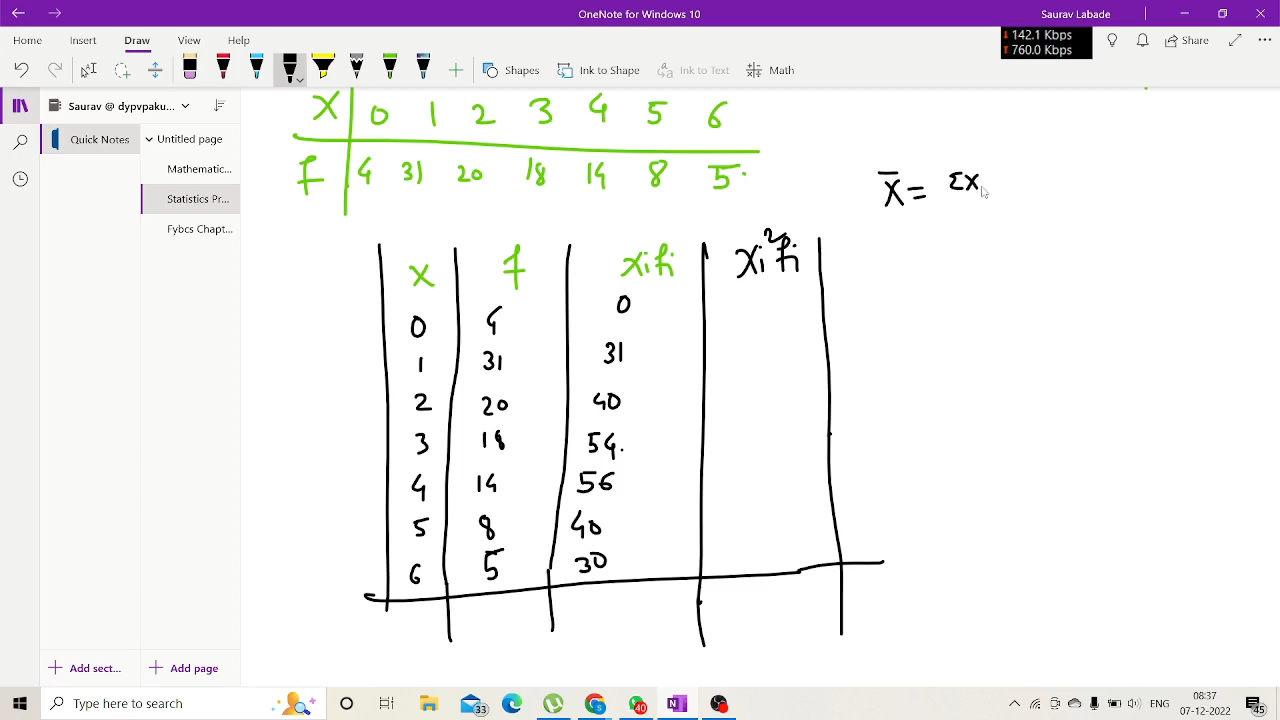 OneNote for Windows 10
Saurav Labade
142.1 Kbps
760.0 Kbps
Home Insert Draw View Help
Share
Shapes Ink to Shape Ink to Text Math
Saurav @ dypvpaku...
Quick Notes
Untitled page
Mathematic...
Statistics Pr...
Fybcs Chapt...
X 0 1 2 3 4 5 6
f 4 31 20 18 14 8 5.
X̄ = Σx
x f xifi xi²fi
0 4 0
1 31 31
2 20 40
3 18 54.
4 14 56
5 8 40
6 5 30
Add sect... Add page
Type here to search
33
40
08:37
07-12-2022
45